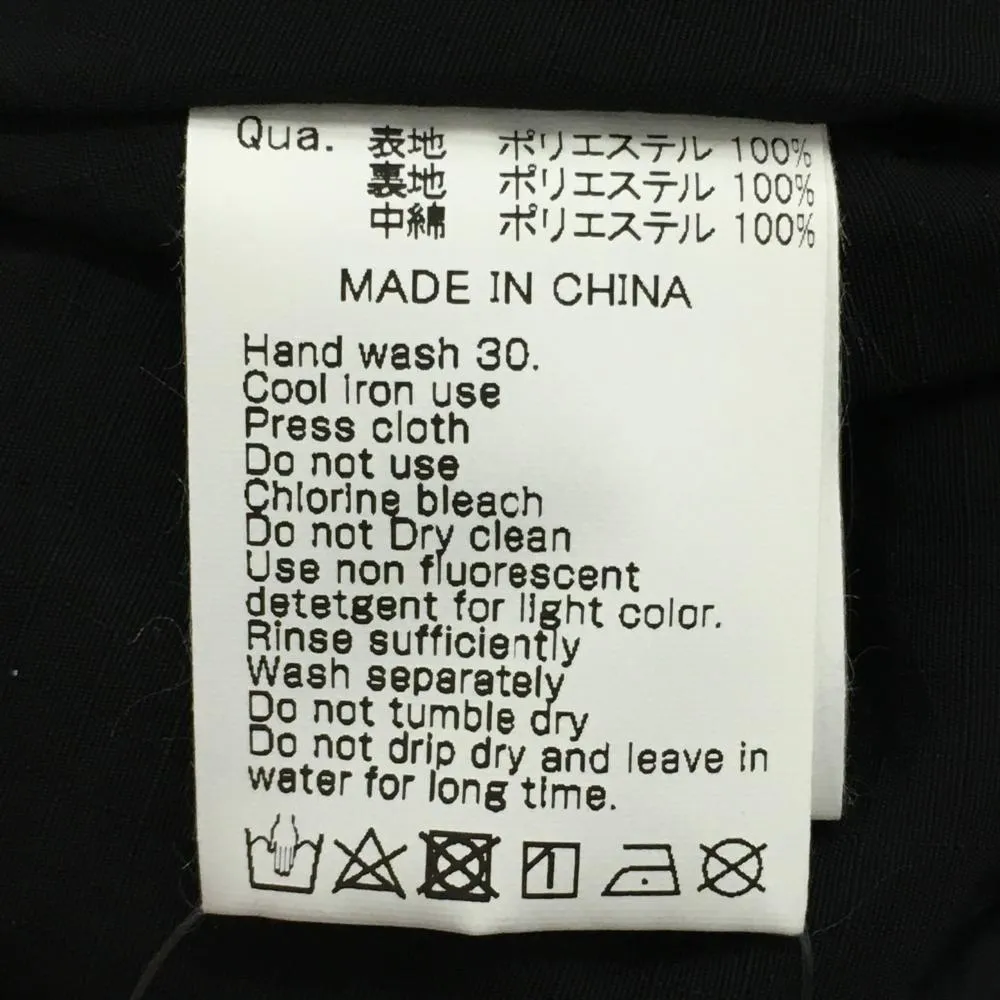 Qua. 表地 ポリエステル 100%
裏地 ポリエステル 100%
中綿 ポリエステル 100%
MADE IN CHINA
Hand wash 30.
Cool iron use
Press cloth
Do not use
Chlorine bleach
Do not Dry clean
Use non fluorescent
detetgent for light color.
Rinse sufficiently
Wash separately
Do not tumble dry
Do not drip dry and leave in
water for long time.